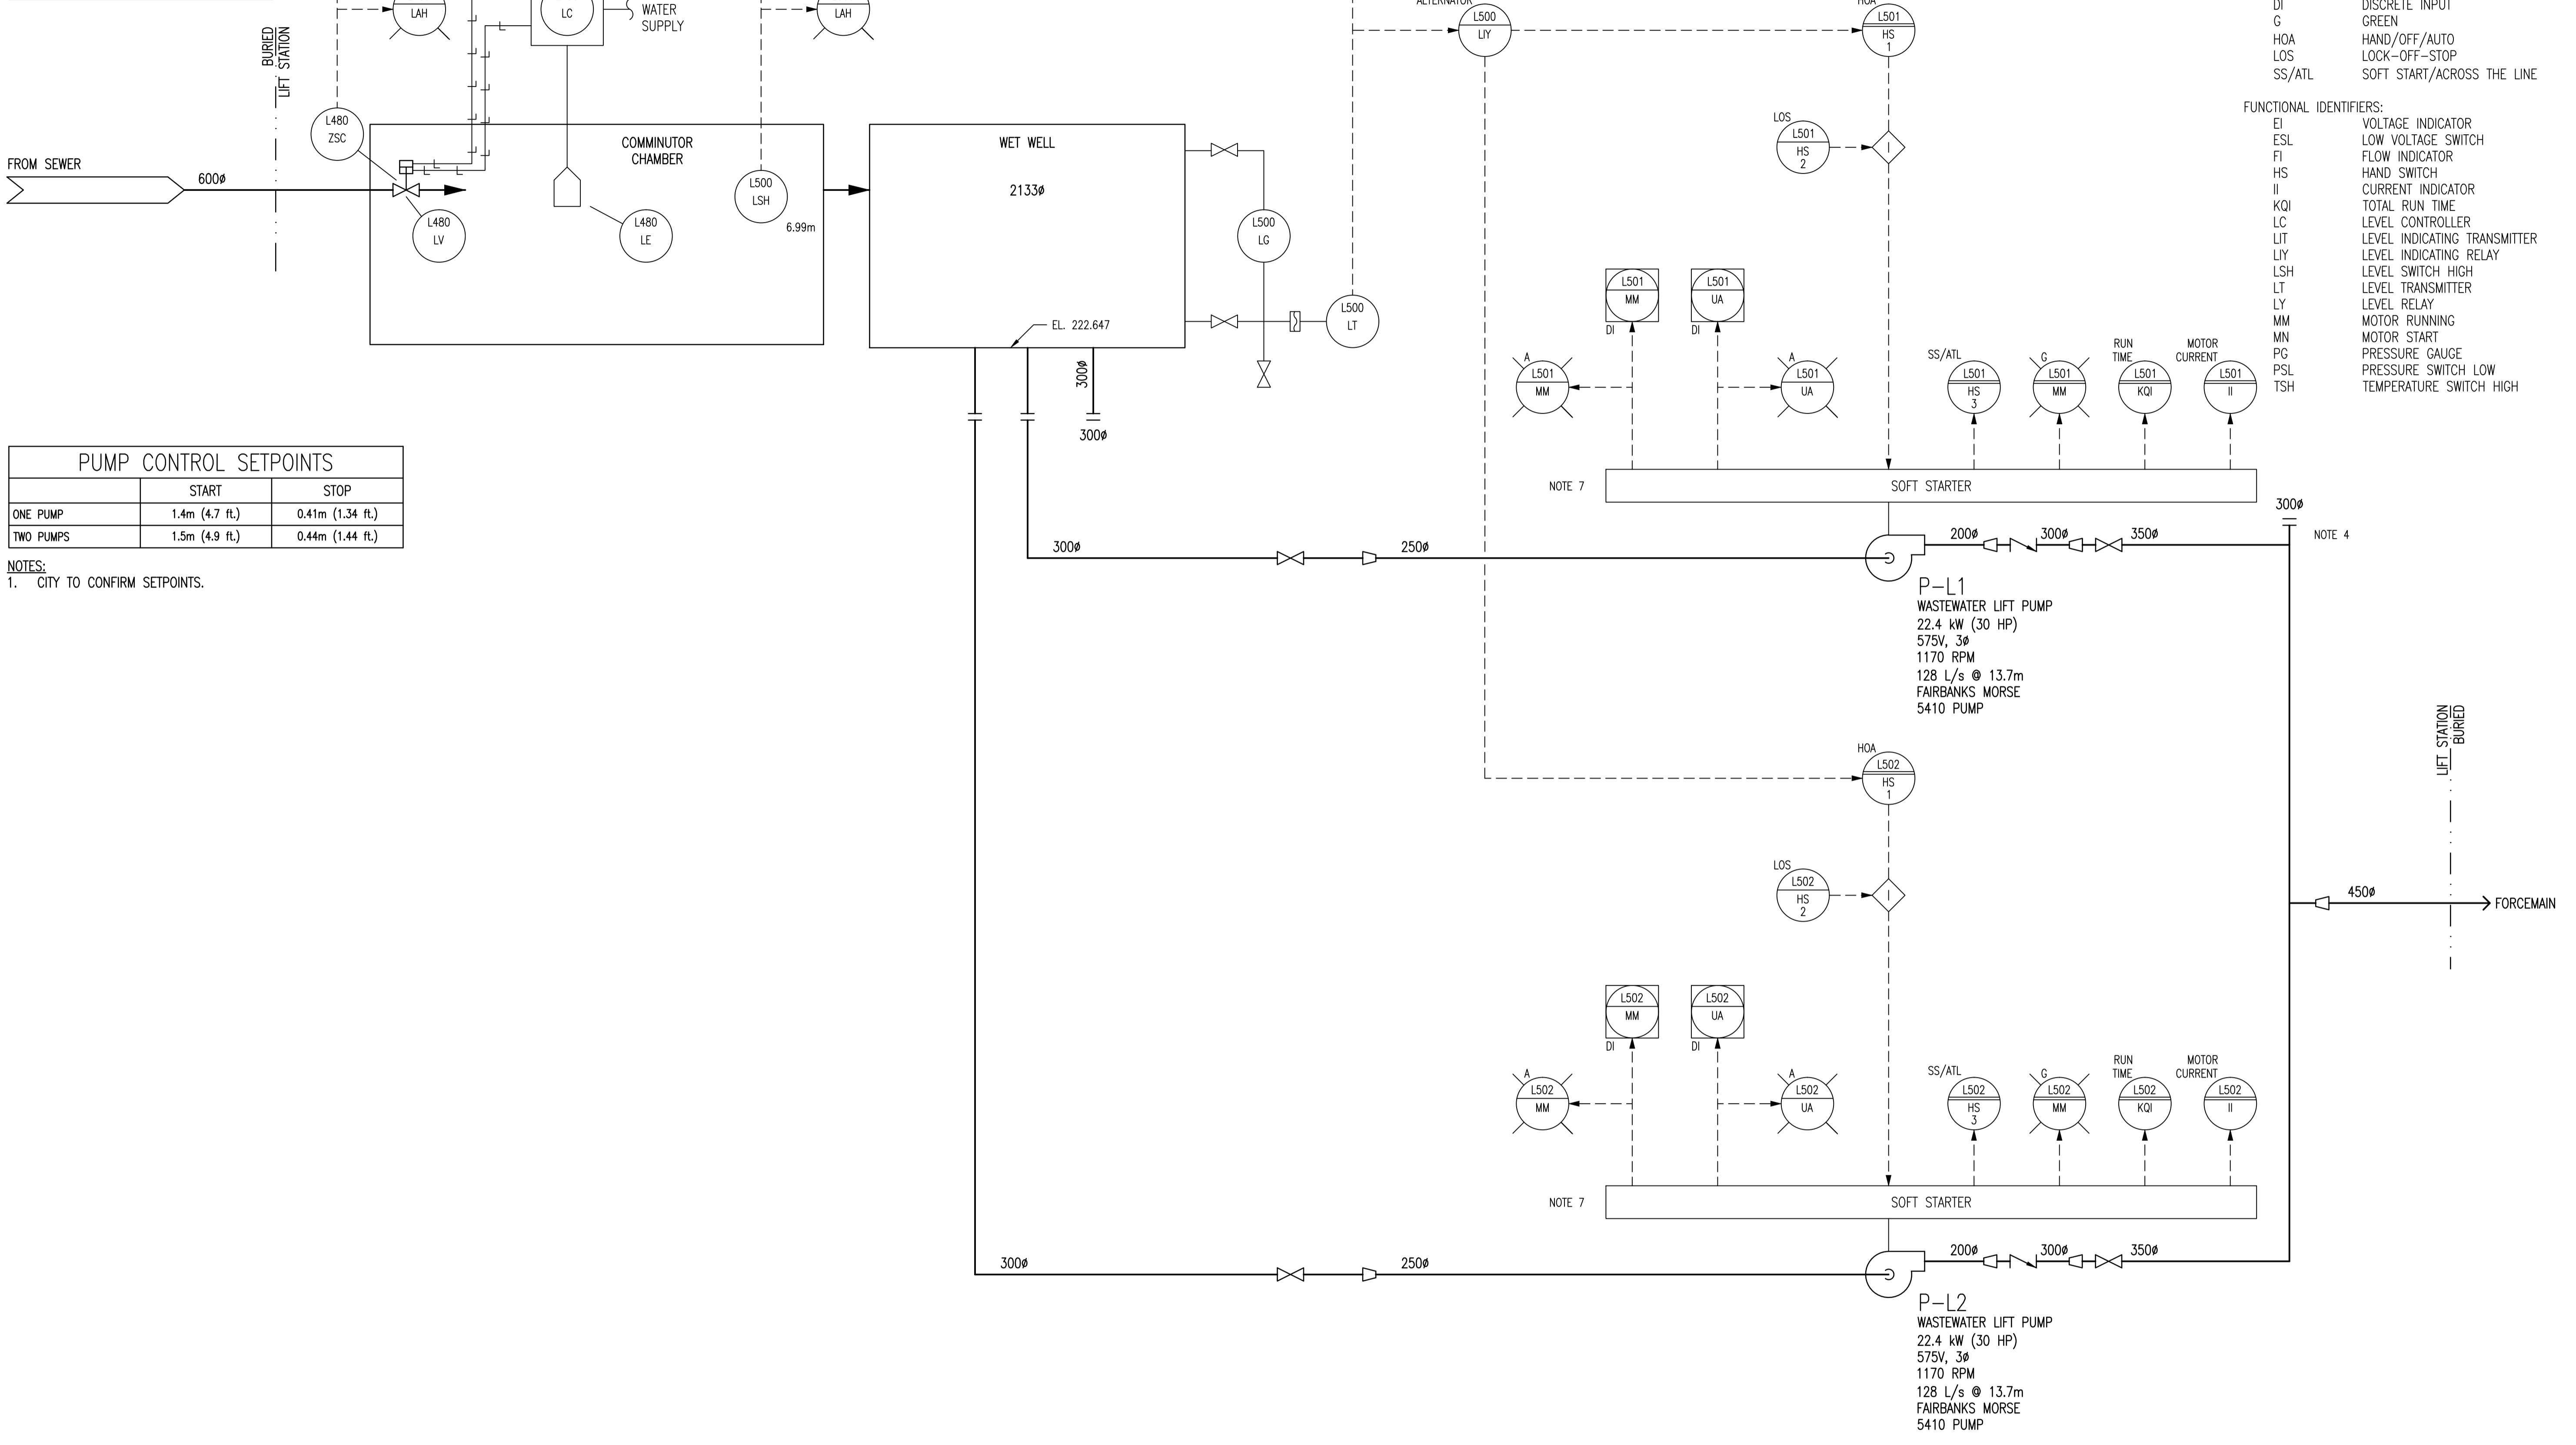 BURIED
LIFT STATION
LAH
LC
WATER
SUPPLY
LAH
L500
LIY
L501
HS
1
DI DISCRETE INPUT
G GREEN
HOA HAND/OFF/AUTO
LOS LOCK-OFF-STOP
SS/ATL SOFT START/ACROSS THE LINE
FUNCTIONAL IDENTIFIERS:
EI VOLTAGE INDICATOR
ESL LOW VOLTAGE SWITCH
FI FLOW INDICATOR
HS HAND SWITCH
II CURRENT INDICATOR
KQI TOTAL RUN TIME
LC LEVEL CONTROLLER
LIT LEVEL INDICATING TRANSMITTER
LIY LEVEL INDICATING RELAY
LSH LEVEL SWITCH HIGH
LT LEVEL TRANSMITTER
LY LEVEL RELAY
MM MOTOR RUNNING
MN MOTOR START
PG PRESSURE GAUGE
PSL PRESSURE SWITCH LOW
TSH TEMPERATURE SWITCH HIGH
FROM SEWER
600ø
L480
ZSC
L480
LV
COMMINUTOR
CHAMBER
L480
LE
L500
LSH
6.99m
WET WELL
2133ø
EL. 222.647
L500
LG
L500
LT
300ø
300ø
LOS
L501
HS
2
L501
MM
DI
L501
UA
DI
A
L501
MM
A
L501
UA
SS/ATL
L501
HS
3
G
L501
MM
RUN
TIME
L501
KQI
MOTOR
CURRENT
L501
II
NOTE 7
SOFT STARTER
PUMP CONTROL SETPOINTS
START STOP
ONE PUMP 1.4m (4.7 ft.) 0.41m (1.34 ft.)
TWO PUMPS 1.5m (4.9 ft.) 0.44m (1.44 ft.)
NOTES:
1. CITY TO CONFIRM SETPOINTS.
300ø
250ø
200ø
300ø
350ø
300ø
NOTE 4
P-L1
WASTEWATER LIFT PUMP
22.4 kW (30 HP)
575V, 3ø
1170 RPM
128 L/s @ 13.7m
FAIRBANKS MORSE
5410 PUMP
LIFT STATION
BURIED
HOA
L502
HS
1
LOS
L502
HS
2
450ø
FORCEMAIN
L502
MM
DI
L502
UA
DI
A
L502
MM
A
L502
UA
SS/ATL
L502
HS
3
G
L502
MM
RUN
TIME
L502
KQI
MOTOR
CURRENT
L502
II
NOTE 7
SOFT STARTER
300ø
250ø
200ø
300ø
350ø
P-L2
WASTEWATER LIFT PUMP
22.4 kW (30 HP)
575V, 3ø
1170 RPM
128 L/s @ 13.7m
FAIRBANKS MORSE
5410 PUMP